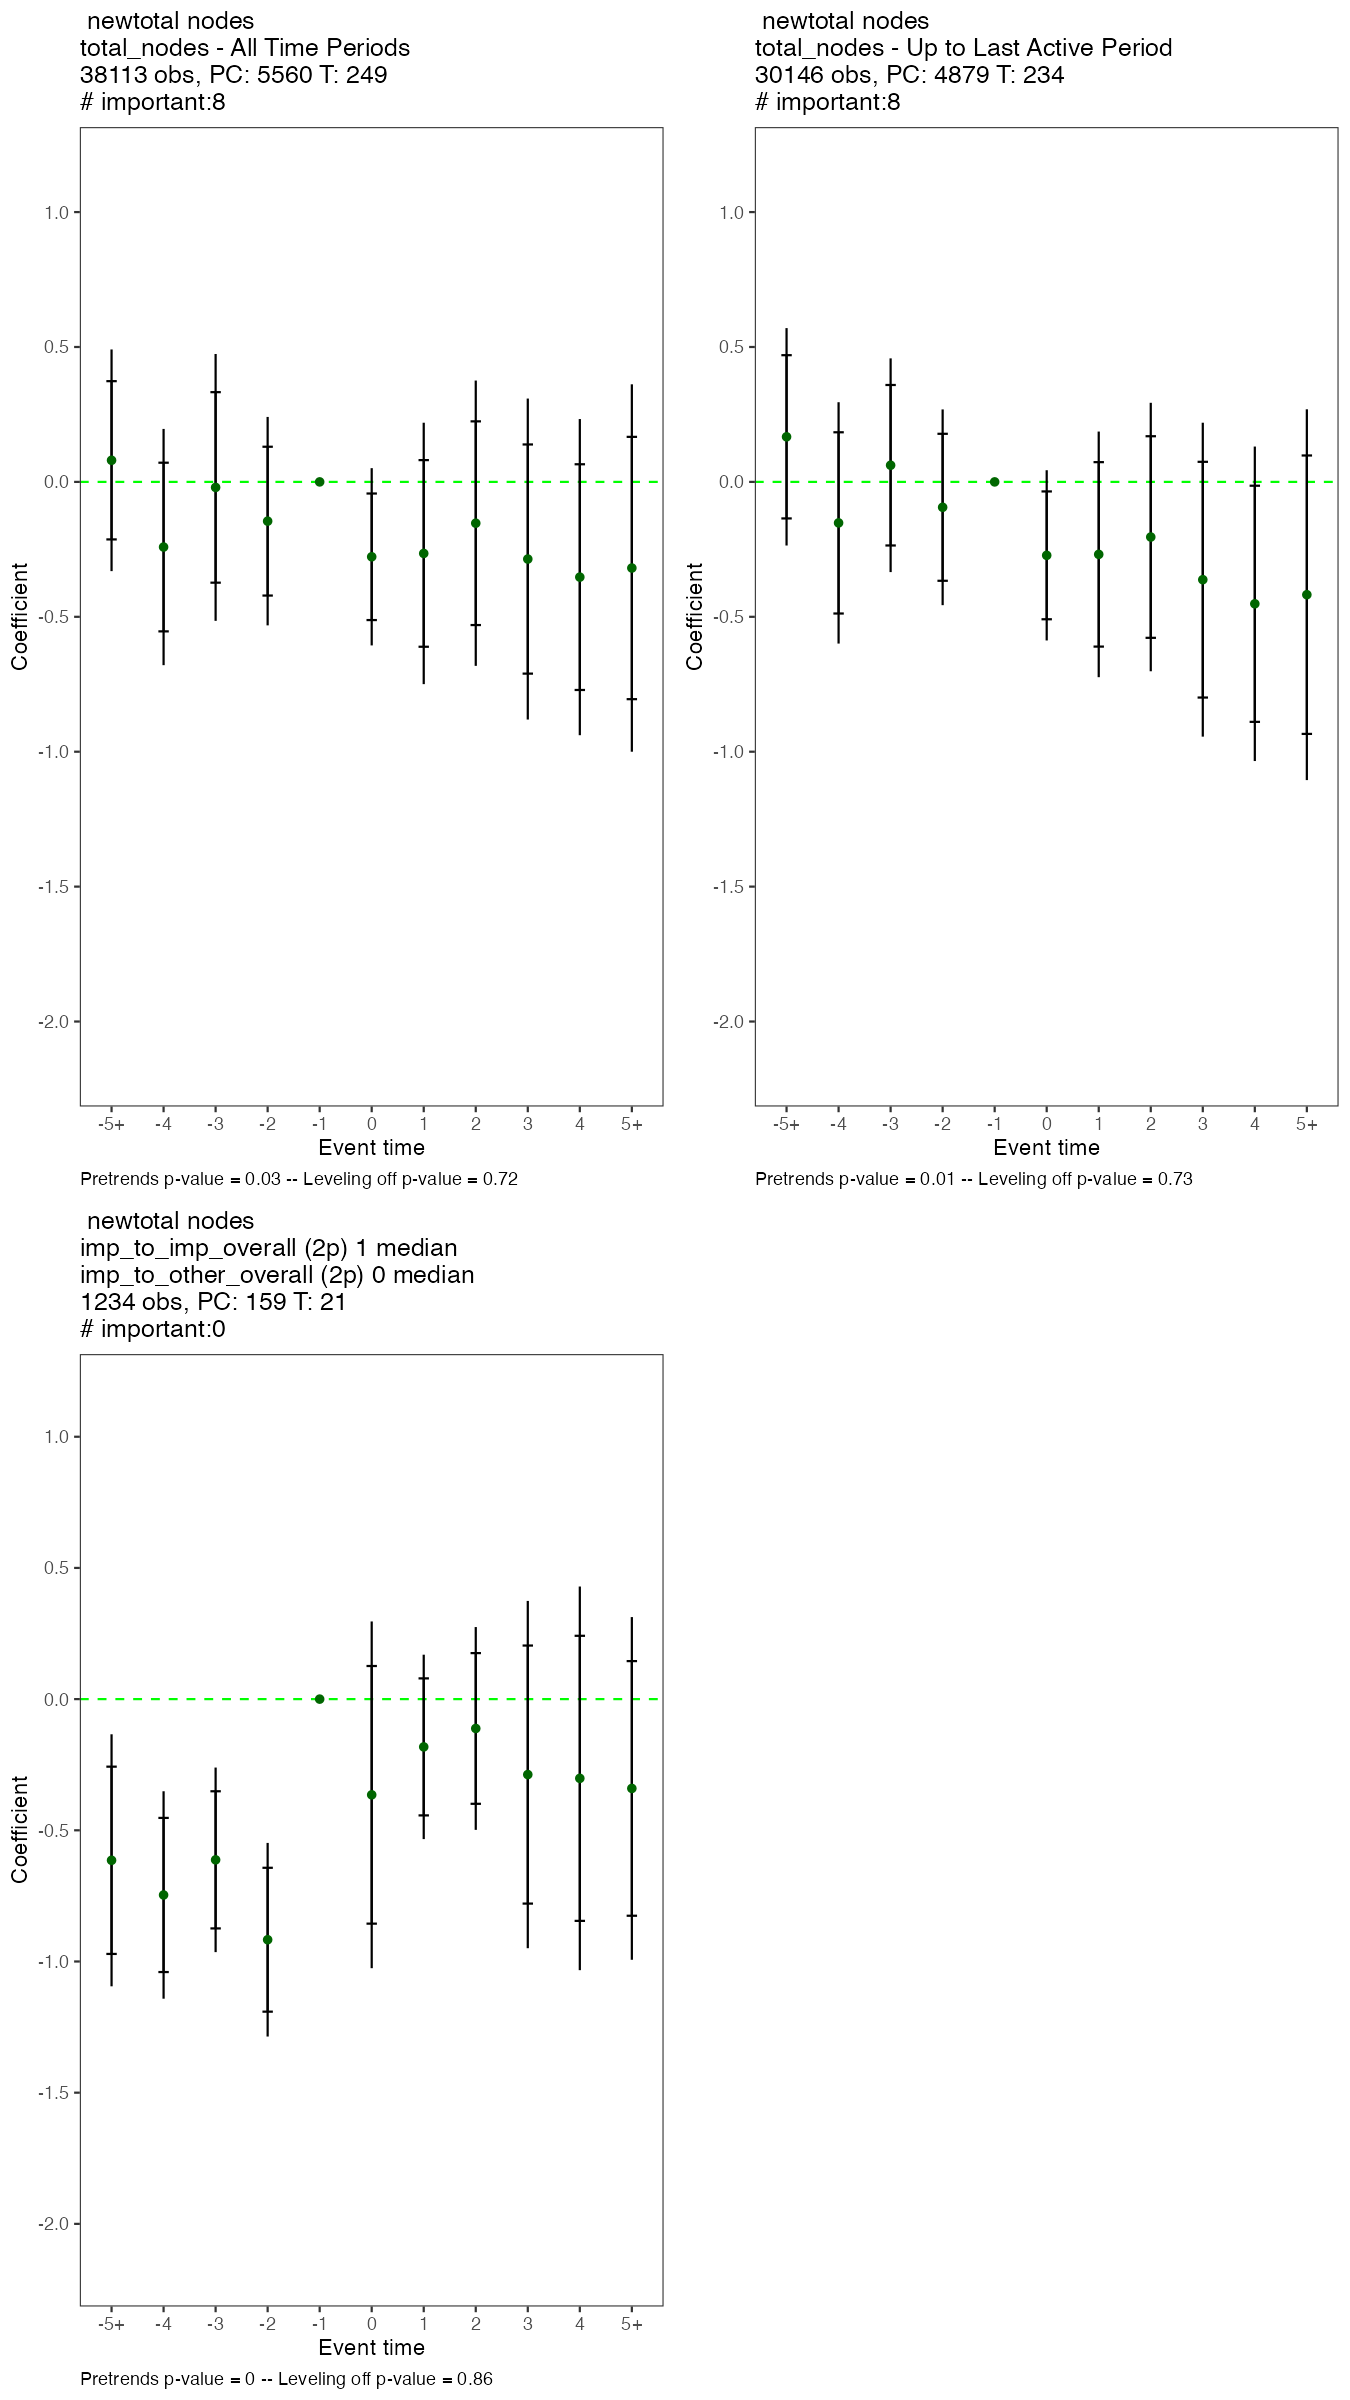 newtotal nodes
total_nodes - All Time Periods
38113 obs, PC: 5560 T: 249
# important:8
1.0
0.5
0.0
-0.5
-1.0
-1.5
-2.0
Coefficient
-5+ -4 -3 -2 -1 0 1 2 3 4 5+
Event time
Pretrends p-value = 0.03 -- Leveling off p-value = 0.72
newtotal nodes
total_nodes - Up to Last Active Period
30146 obs, PC: 4879 T: 234
# important:8
1.0
0.5
0.0
-0.5
-1.0
-1.5
-2.0
Coefficient
-5+ -4 -3 -2 -1 0 1 2 3 4 5+
Event time
Pretrends p-value = 0.01 -- Leveling off p-value = 0.73
newtotal nodes
imp_to_imp_overall (2p) 1 median
imp_to_other_overall (2p) 0 median
1234 obs, PC: 159 T: 21
# important:0
1.0
0.5
0.0
-0.5
-1.0
-1.5
-2.0
Coefficient
-5+ -4 -3 -2 -1 0 1 2 3 4 5+
Event time
Pretrends p-value = 0 -- Leveling off p-value = 0.86